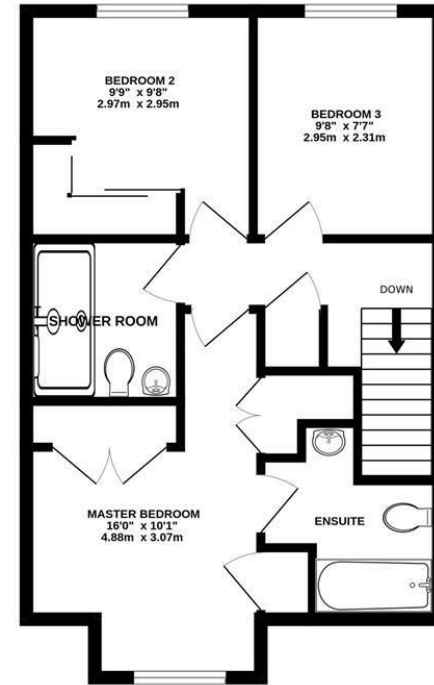 BEDROOM 2
9'9" x 9'8"
2.97m x 2.95m
BEDROOM 3
9'8" x 7'7"
2.95m x 2.31m
DOWN
SHOWER ROOM
MASTER BEDROOM
16'0" x 10'1"
4.88m x 3.07m
ENSUITE